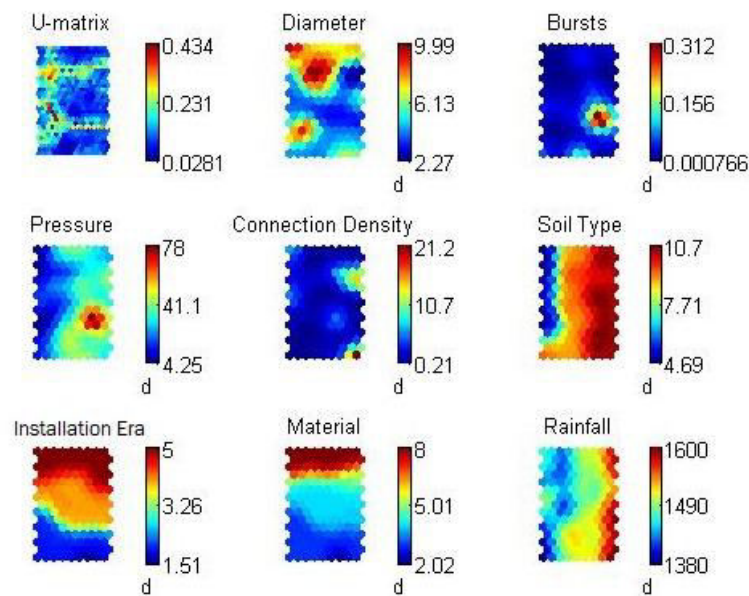 U-matrix Diameter Bursts
0.434 9.99 0.312
0.231 6.13 0.156
0.0281 2.27 0.000766
d d
Pressure Connection Density Soil Type
78 21.2 10.7
41.1 10.7 7.71
4.25 0.21 4.69
d d d
Installation Era Material Rainfall
5 8 1600
3.26 5.01 1490
1.51 2.02 1380
d d d